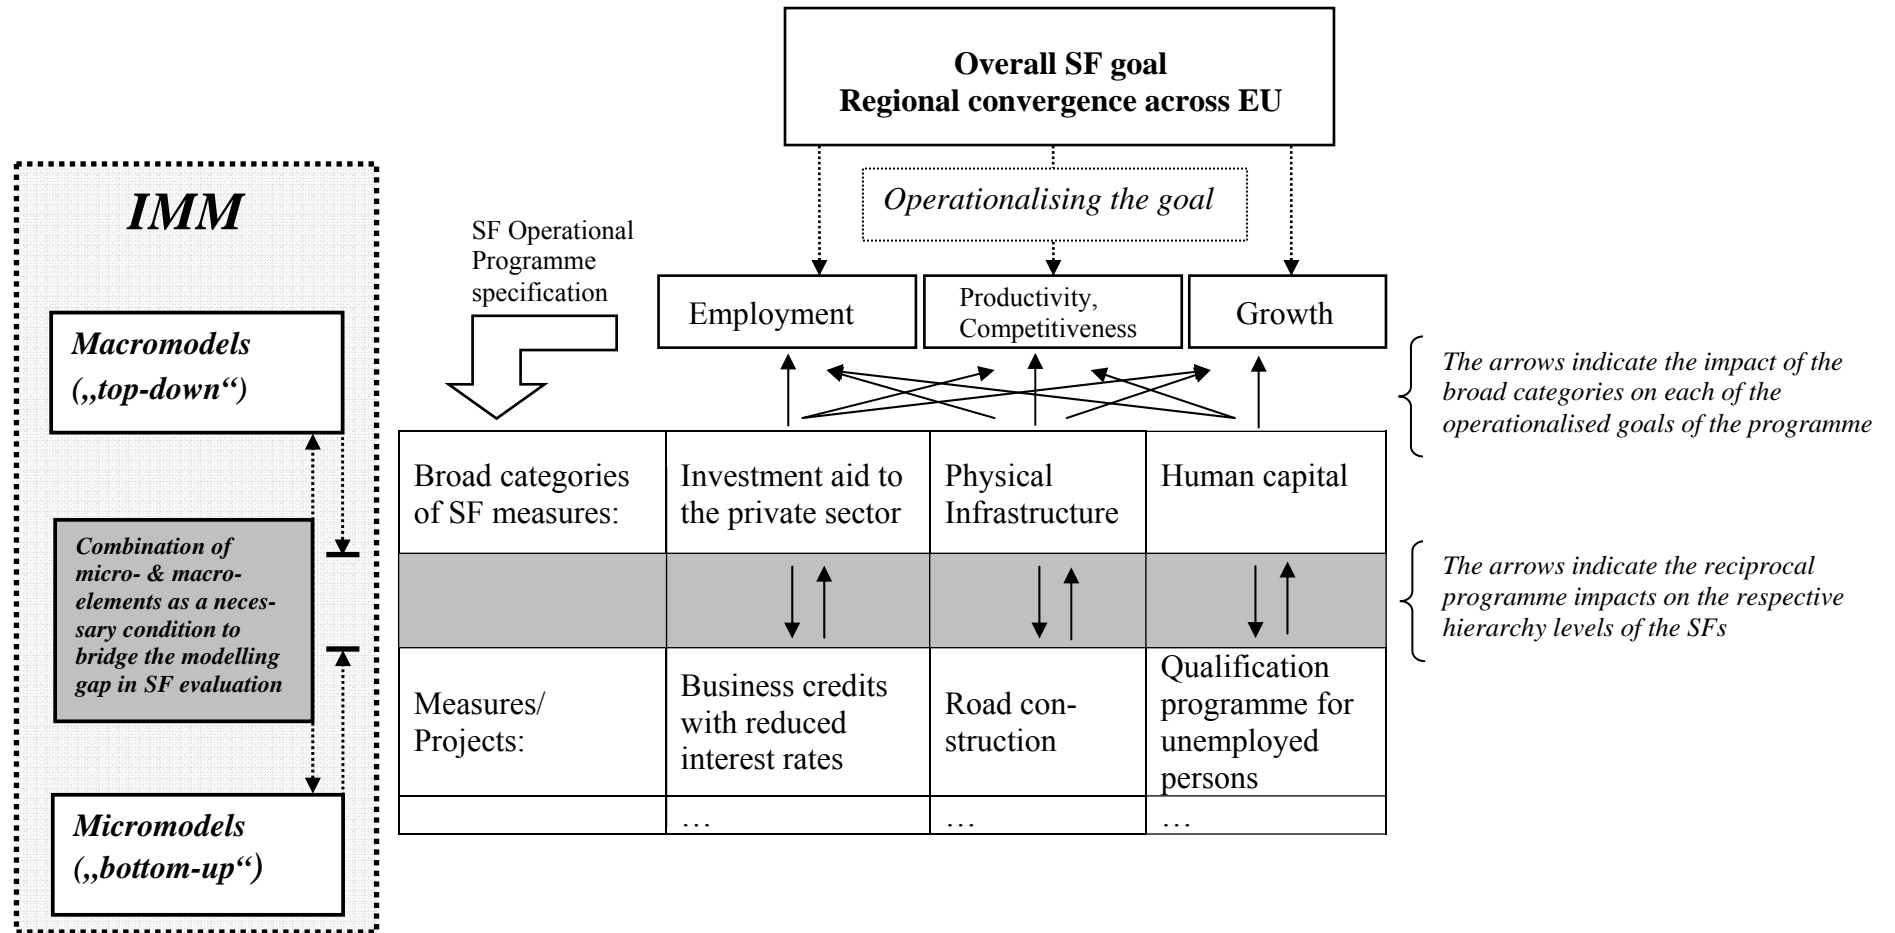 Overall SF goal
Regional convergence across EU
Operationalising the goal
IMM
SF Operational
Programme
specification
Employment
Productivity,
Competitiveness
Growth
Macromodels
(„top-down“)
The arrows indicate the impact of the
broad categories on each of the
operationalised goals of the programme
Broad categories
of SF measures:
Investment aid to
the private sector
Physical
Infrastructure
Human capital
Combination of
micro- & macro-
elements as a neces-
sary condition to
bridge the modelling
gap in SF evaluation
The arrows indicate the reciprocal
programme impacts on the respective
hierarchy levels of the SFs
Measures/
Projects:
Business credits
with reduced
interest rates
Road con-
struction
Qualification
programme for
unemployed
persons
…
…
…
Micromodels
(„bottom-up“)